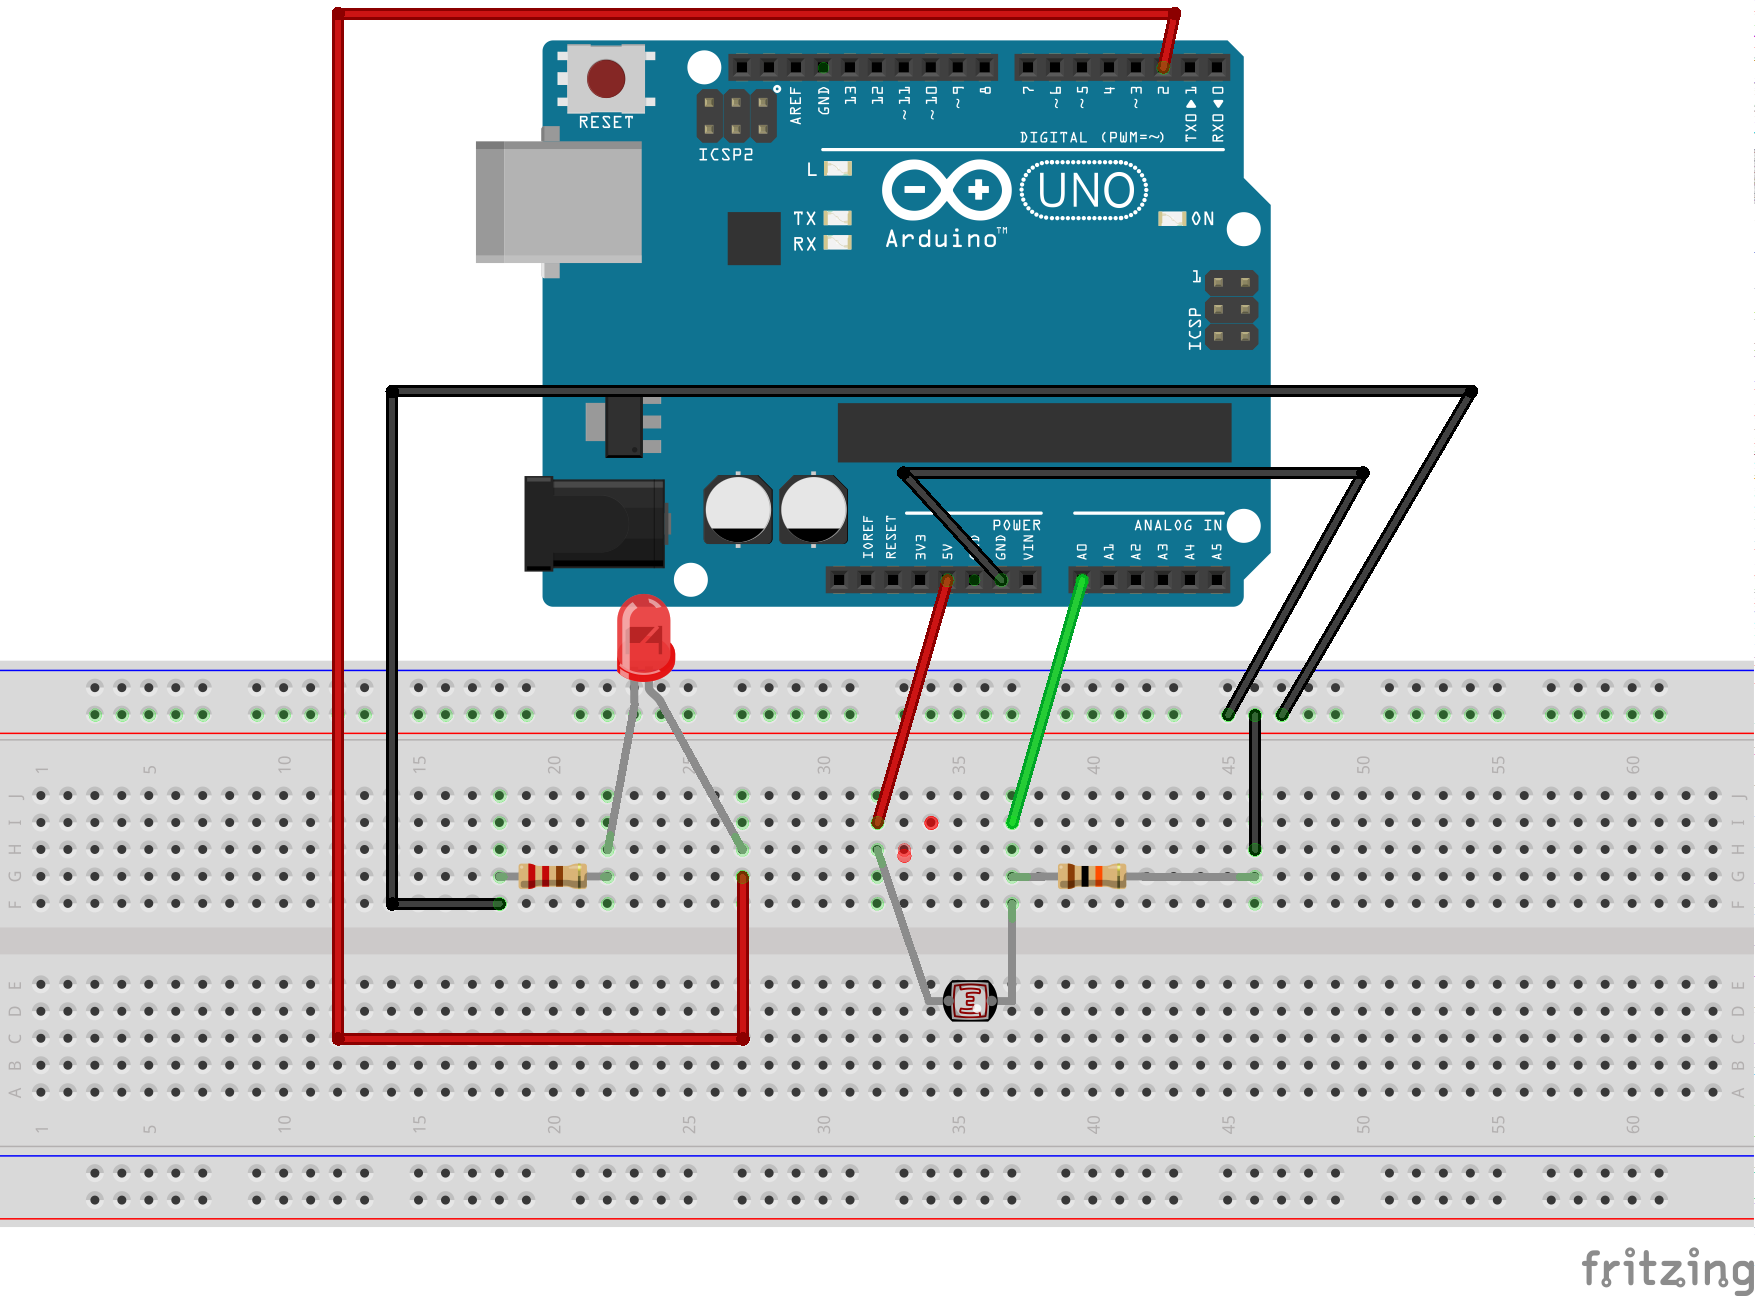 RESET
ICSP2
AREF
GND
13
12
~11
~10
~9
8
7
~6
~5
4
~3
2
TX0▶1
RX0◀0
DIGITAL (PWM=~)
L
TX
RX
UNO
Arduino™
ON
1
ICSP
IOREF
RESET
3V3
5V
GND
VIN
POWER
A0
A1
A2
A3
A4
A5
ANALOG IN
1 5 10 15 20 25 30 35 40 45 50 55 60
J J
I I
H H
G G
F F
E E
D D
C C
B B
A A
1 5 10 15 20 25 30 35 40 45 50 55 60
fritzing